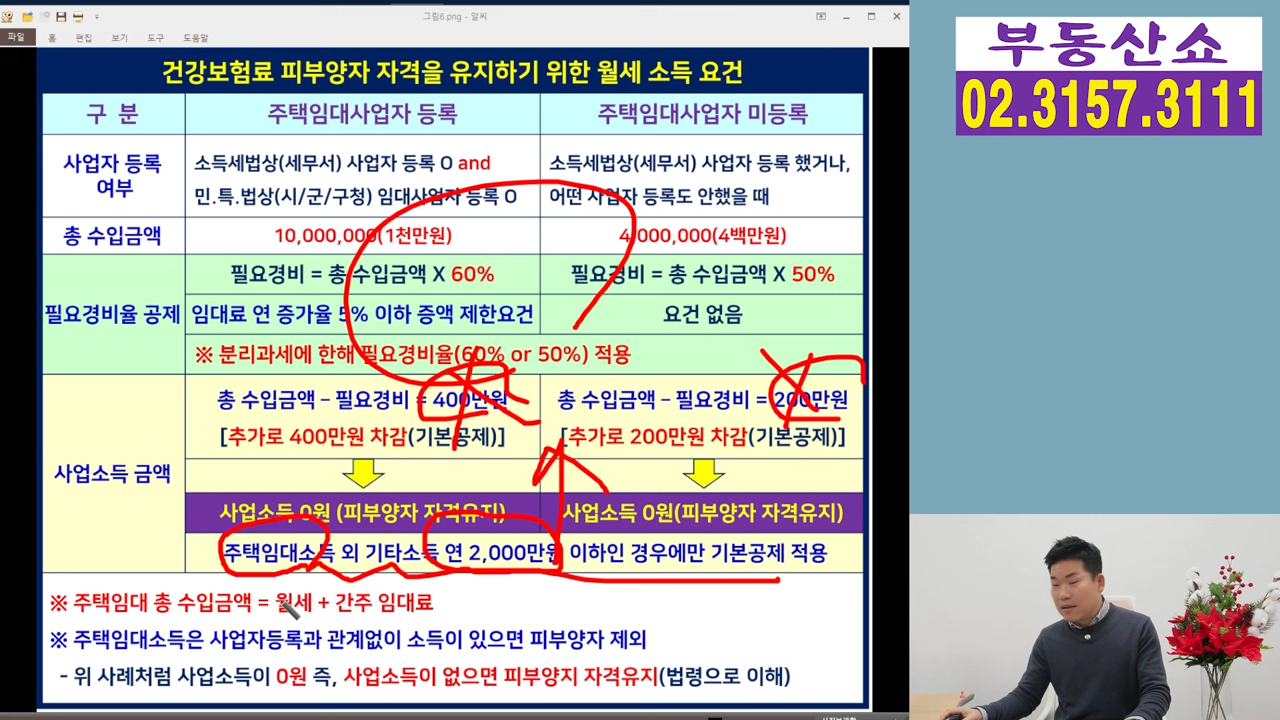 그림6.png - 알씨
파일 홈 편집 보기 도구 도움말
부동산쇼
02.3157.3111
건강보험료 피부양자 자격을 유지하기 위한 월세 소득 요건
구 분 주택임대사업자 등록 주택임대사업자 미등록
사업자 등록 여부
소득세법상(세무서) 사업자 등록 O and
민.특.법상(시/군/구청) 임대사업자 등록 O
소득세법상(세무서) 사업자 등록 했거나,
어떤 사업자 등록도 안했을 때
총 수입금액 10,000,000(1천만원) 4,000,000(4백만원)
필요경비율 공제
필요경비 = 총 수입금액 X 60% 필요경비 = 총 수입금액 X 50%
임대료 연 증가율 5% 이하 증액 제한요건 요건 없음
※ 분리과세에 한해 필요경비율(60% or 50%) 적용
사업소득 금액
총 수입금액 – 필요경비 = 400만원
[추가로 400만원 차감(기본공제)]
총 수입금액 – 필요경비 = 200만원
[추가로 200만원 차감(기본공제)]
사업소득 0원 (피부양자 자격유지) 사업소득 0원(피부양자 자격유지)
주택임대소득 외 기타소득 연 2,000만원 이하인 경우에만 기본공제 적용
※ 주택임대 총 수입금액 = 월세 + 간주 임대료
※ 주택임대소득은 사업자등록과 관계없이 소득이 있으면 피부양자 제외
- 위 사례처럼 사업소득이 0원 즉, 사업소득이 없으면 피부양지 자격유지(법령으로 이해)